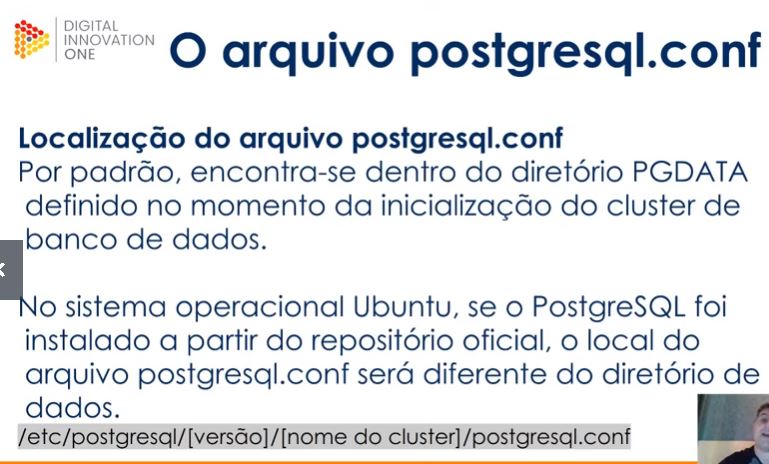 DIGITAL
INNOVATION
ONE
O arquivo postgresql.conf
Localização do arquivo postgresql.conf
Por padrão, encontra-se dentro do diretório PGDATA
definido no momento da inicialização do cluster de
banco de dados.
No sistema operacional Ubuntu, se o PostgreSQL foi
instalado a partir do repositório oficial, o local do
arquivo postgresql.conf será diferente do diretório de
dados.
/etc/postgresql/[versão]/[nome do cluster]/postgresql.conf